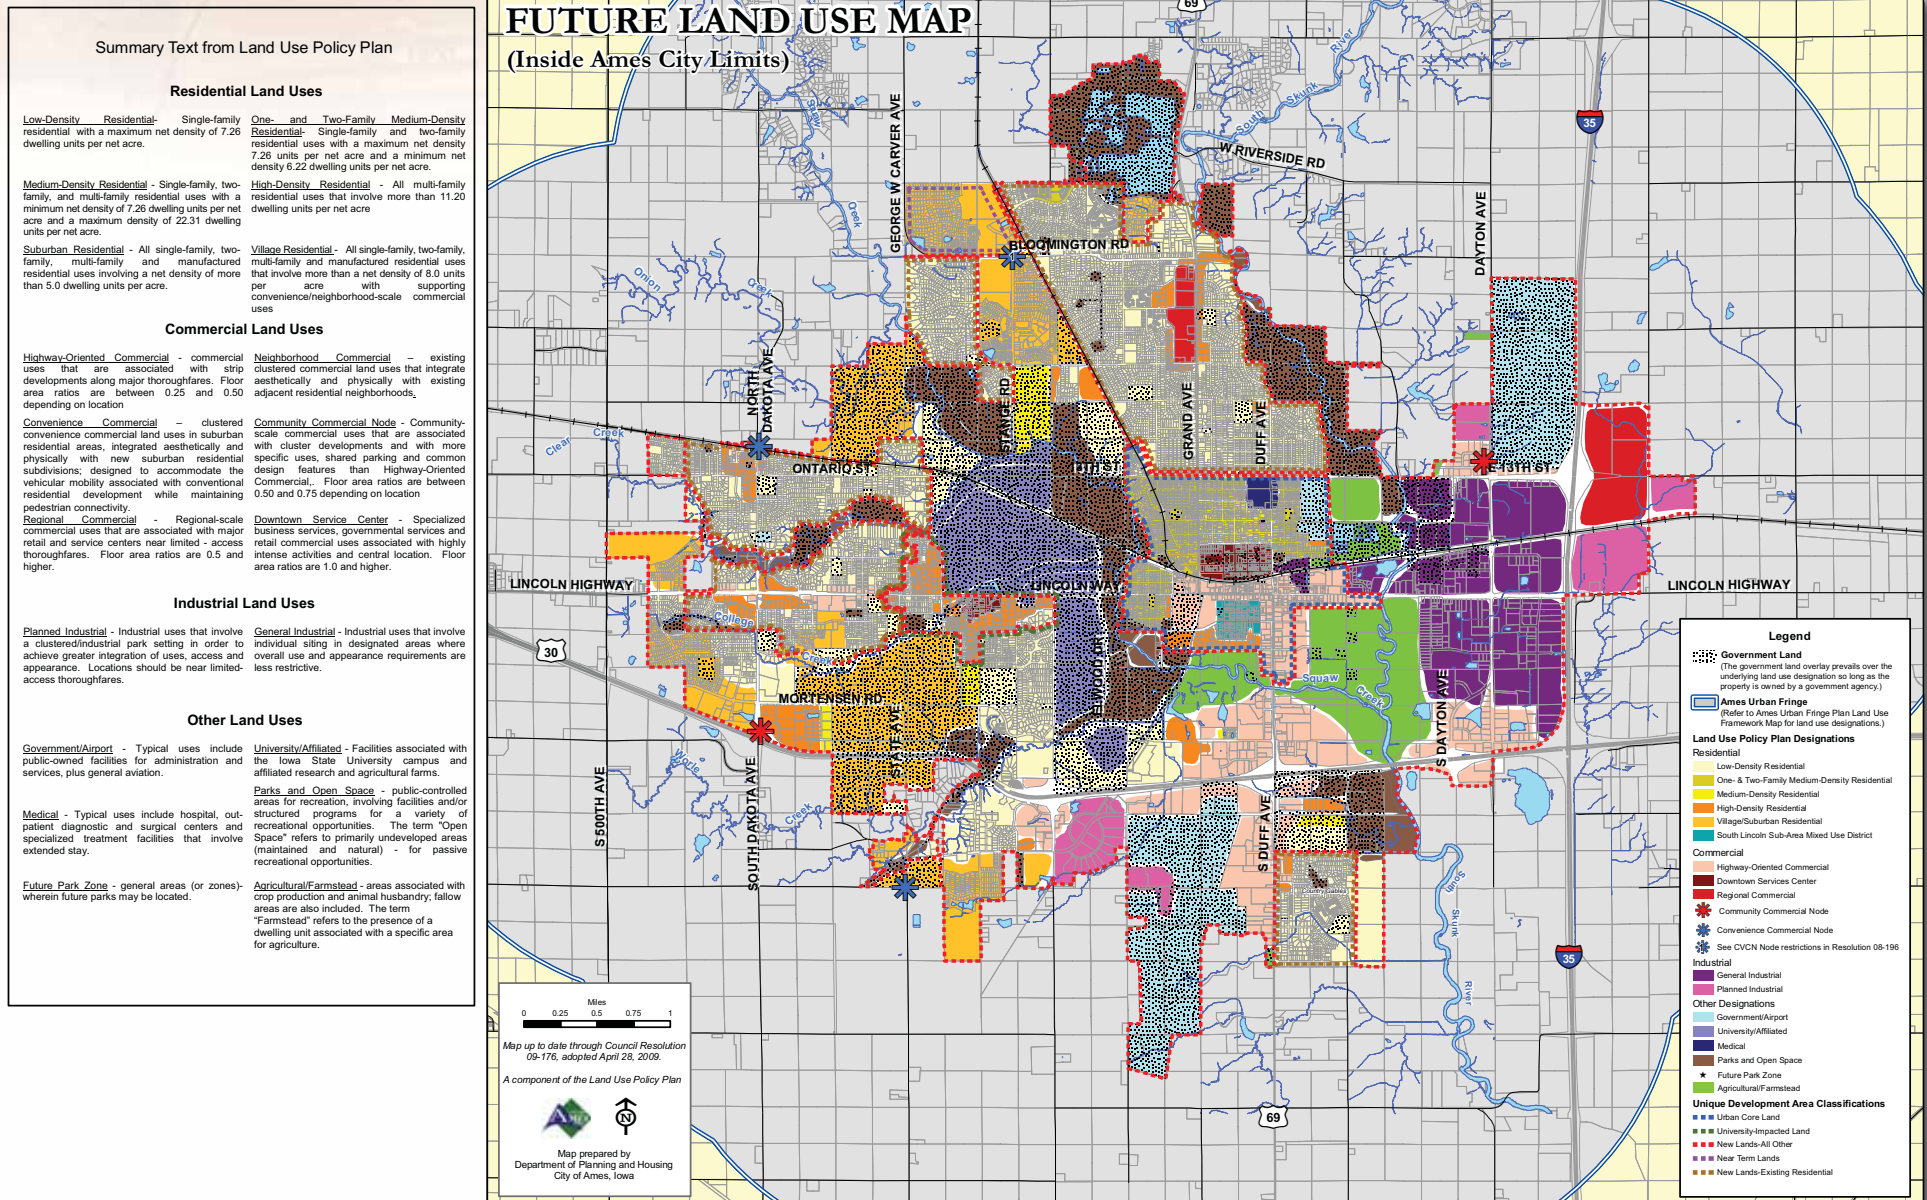 Summary Text from Land Use Policy Plan
Residential Land Uses
Low-Density Residential- Single-family
residential with a maximum net density of 7.26
dwelling units per net acre.
One- and Two-Family Medium-Density
Residential- Single-family and two-family
residential uses with a maximum net density
7.26 units per net acre and a minimum net
density 6.22 dwelling units per net acre.
Medium-Density Residential - Single-family, two-
family, and multi-family residential uses with a
minimum net density of 7.26 dwelling units per net
acre and a maximum density of 22.31 dwelling
units per net acre.
High-Density Residential - All multi-family
residential uses that involve more than 11.20
dwelling units per net acre
Suburban Residential - All single-family, two-
family, multi-family and manufactured
residential uses involving a net density of more
than 5.0 dwelling units per acre.
Village Residential - All single-family, two-family,
multi-family and manufactured residential uses
that involve more than a net density of 8.0 units
per acre with supporting
convenience/neighborhood-scale commercial
uses
Commercial Land Uses
Highway-Oriented Commercial - commercial
uses that are associated with strip
developments along major thoroughfares. Floor
area ratios are between 0.25 and 0.50
depending on location
Neighborhood Commercial – existing
clustered commercial land uses that integrate
aesthetically and physically with existing
adjacent residential neighborhoods.
Convenience Commercial – clustered
convenience commercial land uses in suburban
residential areas, integrated aesthetically and
physically with new suburban residential
subdivisions; designed to accommodate the
vehicular mobility associated with conventional
residential development while maintaining
pedestrian connectivity.
Community Commercial Node - Community-
scale commercial uses that are associated
with cluster developments and with more
specific uses, shared parking and common
design features than Highway-Oriented
Commercial,. Floor area ratios are between
0.50 and 0.75 depending on location
Regional Commercial - Regional-scale
commercial uses that are associated with major
retail and service centers near limited - access
thoroughfares. Floor area ratios are 0.5 and
higher.
Downtown Service Center - Specialized
business services, governmental services and
retail commercial uses associated with highly
intense activities and central location. Floor
area ratios are 1.0 and higher.
Industrial Land Uses
Planned Industrial - Industrial uses that involve
a clustered/industrial park setting in order to
achieve greater integration of uses, access and
appearance. Locations should be near limited-
access thoroughfares.
General Industrial - Industrial uses that involve
individual siting in designated areas where
overall use and appearance requirements are
less restrictive.
Other Land Uses
Government/Airport - Typical uses include
public-owned facilities for administration and
services, plus general aviation.
University/Affiliated - Facilities associated with
the Iowa State University campus and
affiliated research and agricultural farms.
Medical - Typical uses include hospital, out-
patient diagnostic and surgical centers and
specialized treatment facilities that involve
extended stay.
Parks and Open Space - public-controlled
areas for recreation, involving facilities and/or
structured programs for a variety of
recreational opportunities. The term "Open
Space" refers to primarily undeveloped areas
(maintained and natural) - for passive
recreational opportunities.
Future Park Zone - general areas (or zones)-
wherein future parks may be located.
Agricultural/Farmstead - areas associated with
crop production and animal husbandry; fallow
areas are also included. The term
"Farmstead" refers to the presence of a
dwelling unit associated with a specific area
for agriculture.
FUTURE LAND USE MAP
(Inside Ames City Limits)
69
35
River
Skunk
South
Squaw
Creek
W RIVERSIDE RD
GEORGE W CARVER AVE
DAYTON AVE
BLOOMINGTON RD
Onion
Creek
NORTH
DAKOTA AVE
STANGE RD
GRAND AVE
DUFF AVE
Clear
Creek
ONTARIO ST
13TH ST
E 13TH ST
LINCOLN HIGHWAY
LINCOLN WAY
LINCOLN HIGHWAY
College
Creek
30
ELWOOD DR
Squaw
Creek
MORTENSEN RD
STATE AVE
S DAYTON AVE
Worle
Creek
S 500TH AVE
SOUTH DAKOTA AVE
S DUFF AVE
Country Gables
South
Skunk
River
35
69
Miles
0 0.25 0.5 0.75 1
Map up to date through Council Resolution
09-176, adopted April 28, 2009.
A component of the Land Use Policy Plan
N
Map prepared by
Department of Planning and Housing
City of Ames, Iowa
Legend
Government Land
(The government land overlay prevails over the
underlying land use designation so long as the
property is owned by a government agency.)
Ames Urban Fringe
(Refer to Ames Urban Fringe Plan Land Use
Framework Map for land use designations.)
Land Use Policy Plan Designations
Residential
Low-Density Residential
One- & Two-Family Medium-Density Residential
Medium-Density Residential
High-Density Residential
Village/Suburban Residential
South Lincoln Sub-Area Mixed Use District
Commercial
Highway-Oriented Commercial
Downtown Services Center
Regional Commercial
Community Commercial Node
Convenience Commercial Node
See CVCN Node restrictions in Resolution 08-196
Industrial
General Industrial
Planned Industrial
Other Designations
Government/Airport
University/Affiliated
Medical
Parks and Open Space
Future Park Zone
Agricultural/Farmstead
Unique Development Area Classifications
Urban Core Land
University-Impacted Land
New Lands-All Other
Near Term Lands
New Lands-Existing Residential